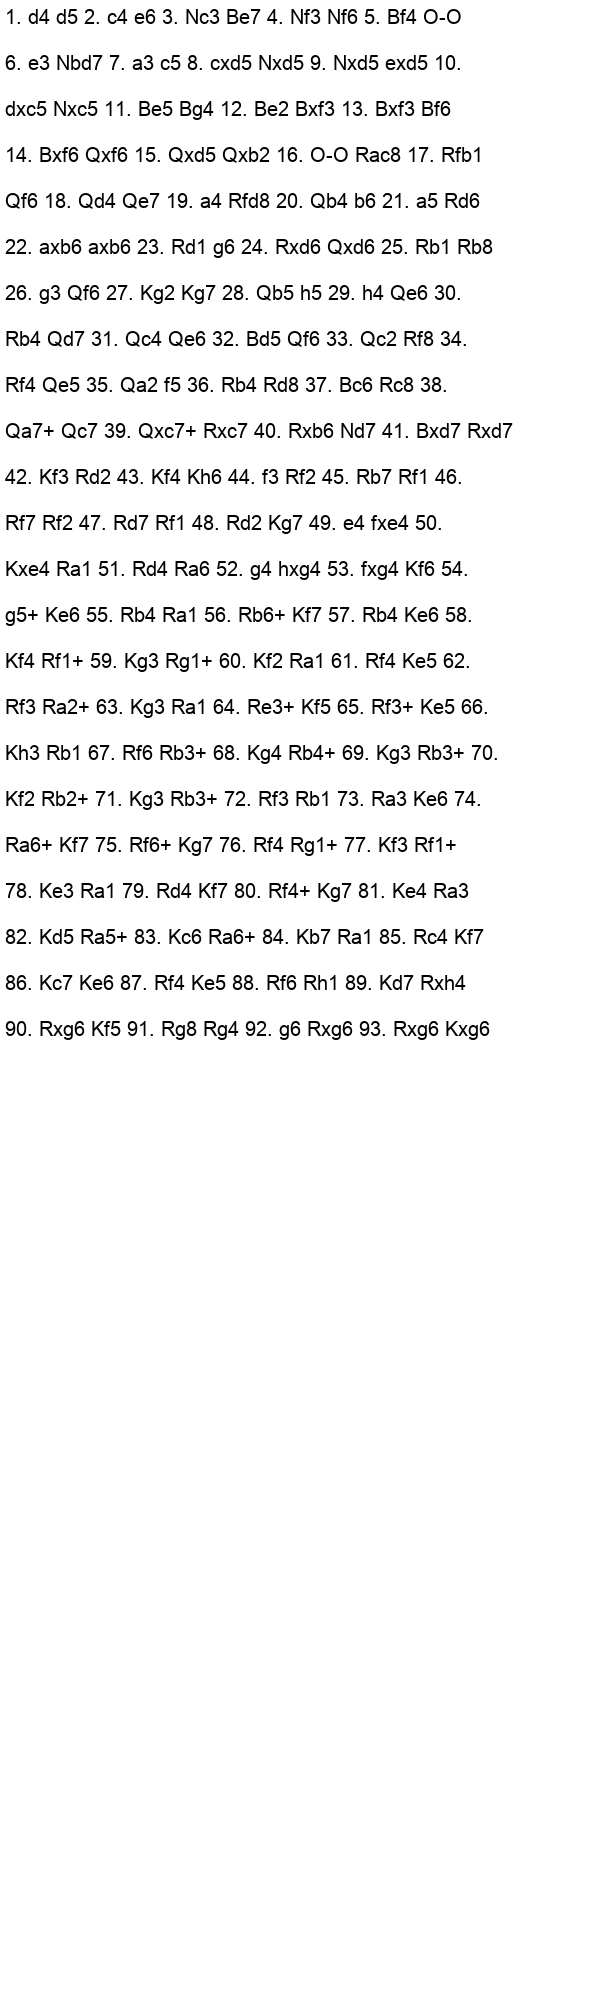 1. d4 d5 2. c4 e6 3. Nc3 Be7 4. Nf3 Nf6 5. Bf4 O-O
6. e3 Nbd7 7. a3 c5 8. cxd5 Nxd5 9. Nxd5 exd5 10.
dxc5 Nxc5 11. Be5 Bg4 12. Be2 Bxf3 13. Bxf3 Bf6
14. Bxf6 Qxf6 15. Qxd5 Qxb2 16. O-O Rac8 17. Rfb1
Qf6 18. Qd4 Qe7 19. a4 Rfd8 20. Qb4 b6 21. a5 Rd6
22. axb6 axb6 23. Rd1 g6 24. Rxd6 Qxd6 25. Rb1 Rb8
26. g3 Qf6 27. Kg2 Kg7 28. Qb5 h5 29. h4 Qe6 30.
Rb4 Qd7 31. Qc4 Qe6 32. Bd5 Qf6 33. Qc2 Rf8 34.
Rf4 Qe5 35. Qa2 f5 36. Rb4 Rd8 37. Bc6 Rc8 38.
Qa7+ Qc7 39. Qxc7+ Rxc7 40. Rxb6 Nd7 41. Bxd7 Rxd7
42. Kf3 Rd2 43. Kf4 Kh6 44. f3 Rf2 45. Rb7 Rf1 46.
Rf7 Rf2 47. Rd7 Rf1 48. Rd2 Kg7 49. e4 fxe4 50.
Kxe4 Ra1 51. Rd4 Ra6 52. g4 hxg4 53. fxg4 Kf6 54.
g5+ Ke6 55. Rb4 Ra1 56. Rb6+ Kf7 57. Rb4 Ke6 58.
Kf4 Rf1+ 59. Kg3 Rg1+ 60. Kf2 Ra1 61. Rf4 Ke5 62.
Rf3 Ra2+ 63. Kg3 Ra1 64. Re3+ Kf5 65. Rf3+ Ke5 66.
Kh3 Rb1 67. Rf6 Rb3+ 68. Kg4 Rb4+ 69. Kg3 Rb3+ 70.
Kf2 Rb2+ 71. Kg3 Rb3+ 72. Rf3 Rb1 73. Ra3 Ke6 74.
Ra6+ Kf7 75. Rf6+ Kg7 76. Rf4 Rg1+ 77. Kf3 Rf1+
78. Ke3 Ra1 79. Rd4 Kf7 80. Rf4+ Kg7 81. Ke4 Ra3
82. Kd5 Ra5+ 83. Kc6 Ra6+ 84. Kb7 Ra1 85. Rc4 Kf7
86. Kc7 Ke6 87. Rf4 Ke5 88. Rf6 Rh1 89. Kd7 Rxh4
90. Rxg6 Kf5 91. Rg8 Rg4 92. g6 Rxg6 93. Rxg6 Kxg6